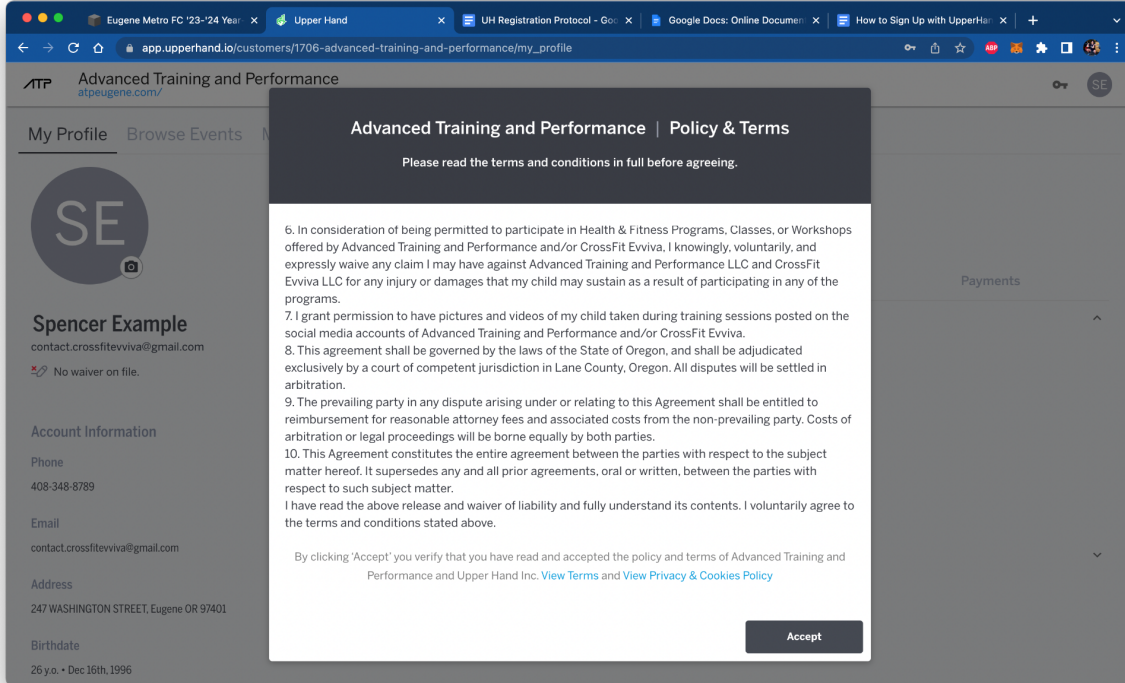 Eugene Metro FC '23-'24 Year
Upper Hand
UH Registration Protocol - Goo
Google Docs: Online Documen
How to Sign Up with UpperHan
app.upperhand.io/customers/1706-advanced-training-and-performance/my_profile
ABP
ATP
Advanced Training and Performance
atpeugene.com/
SE
My Profile
Browse Events
Advanced Training and Performance | Policy & Terms
Please read the terms and conditions in full before agreeing.
SE
Spencer Example
contact.crossfitevviva@gmail.com
No waiver on file.
Account Information
Phone
408-348-8789
Email
contact.crossfitevviva@gmail.com
Address
247 WASHINGTON STREET, Eugene OR 97401
Birthdate
26 y.o. • Dec 16th, 1996
6. In consideration of being permitted to participate in Health & Fitness Programs, Classes, or Workshops
offered by Advanced Training and Performance and/or CrossFit Evviva, I knowingly, voluntarily, and
expressly waive any claim I may have against Advanced Training and Performance LLC and CrossFit
Evviva LLC for any injury or damages that my child may sustain as a result of participating in any of the
programs.
7. I grant permission to have pictures and videos of my child taken during training sessions posted on the
social media accounts of Advanced Training and Performance and/or CrossFit Evviva.
8. This agreement shall be governed by the laws of the State of Oregon, and shall be adjudicated
exclusively by a court of competent jurisdiction in Lane County, Oregon. All disputes will be settled in
arbitration.
9. The prevailing party in any dispute arising under or relating to this Agreement shall be entitled to
reimbursement for reasonable attorney fees and associated costs from the non-prevailing party. Costs of
arbitration or legal proceedings will be borne equally by both parties.
10. This Agreement constitutes the entire agreement between the parties with respect to the subject
matter hereof. It supersedes any and all prior agreements, oral or written, between the parties with
respect to such subject matter.
I have read the above release and waiver of liability and fully understand its contents. I voluntarily agree to
the terms and conditions stated above.
By clicking 'Accept' you verify that you have read and accepted the policy and terms of Advanced Training and
Performance and Upper Hand Inc. View Terms and View Privacy & Cookies Policy
Accept
Payments